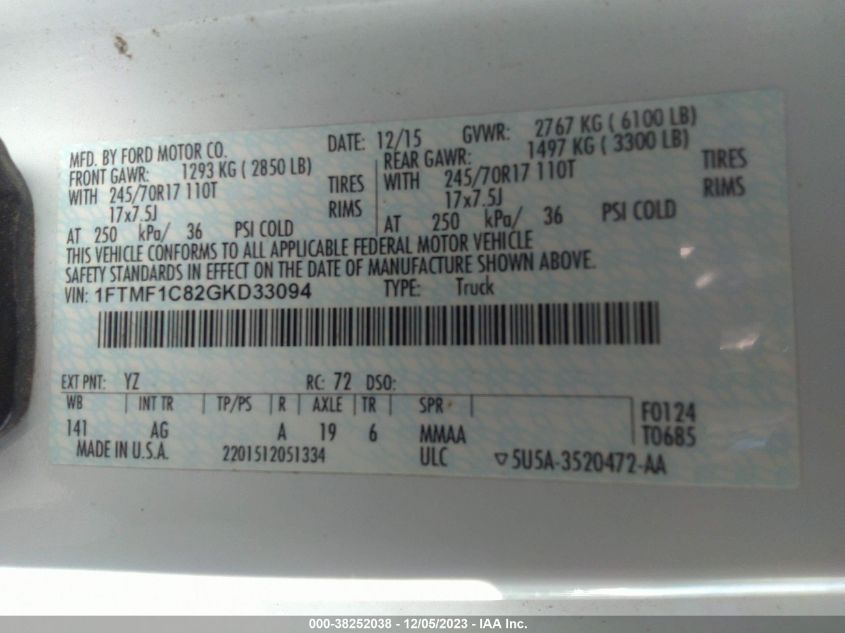 MFD. BY FORD MOTOR CO. DATE: 12/15 GVWR: 2767 KG ( 6100 LB)
FRONT GAWR: 1293 KG ( 2850 LB) REAR GAWR: 1497 KG ( 3300 LB)
WITH 245/70R17 110T TIRES WITH 245/70R17 110T TIRES
17x7.5J RIMS 17x7.5J RIMS
AT 250 kPa/ 36 PSI COLD AT 250 kPa/ 36 PSI COLD
THIS VEHICLE CONFORMS TO ALL APPLICABLE FEDERAL MOTOR VEHICLE
SAFETY STANDARDS IN EFFECT ON THE DATE OF MANUFACTURE SHOWN ABOVE.
VIN: 1FTMF1C82GKD33094 TYPE: Truck
EXT PNT: YZ RC: 72 DSO:
WB INT TR TP/PS R AXLE TR SPR F0124
141 AG A 19 6 MMAA T0685
MADE IN U.S.A. 2201512051334 ULC 5U5A-3520472-AA
000-38252038 - 12/05/2023 - IAA Inc.